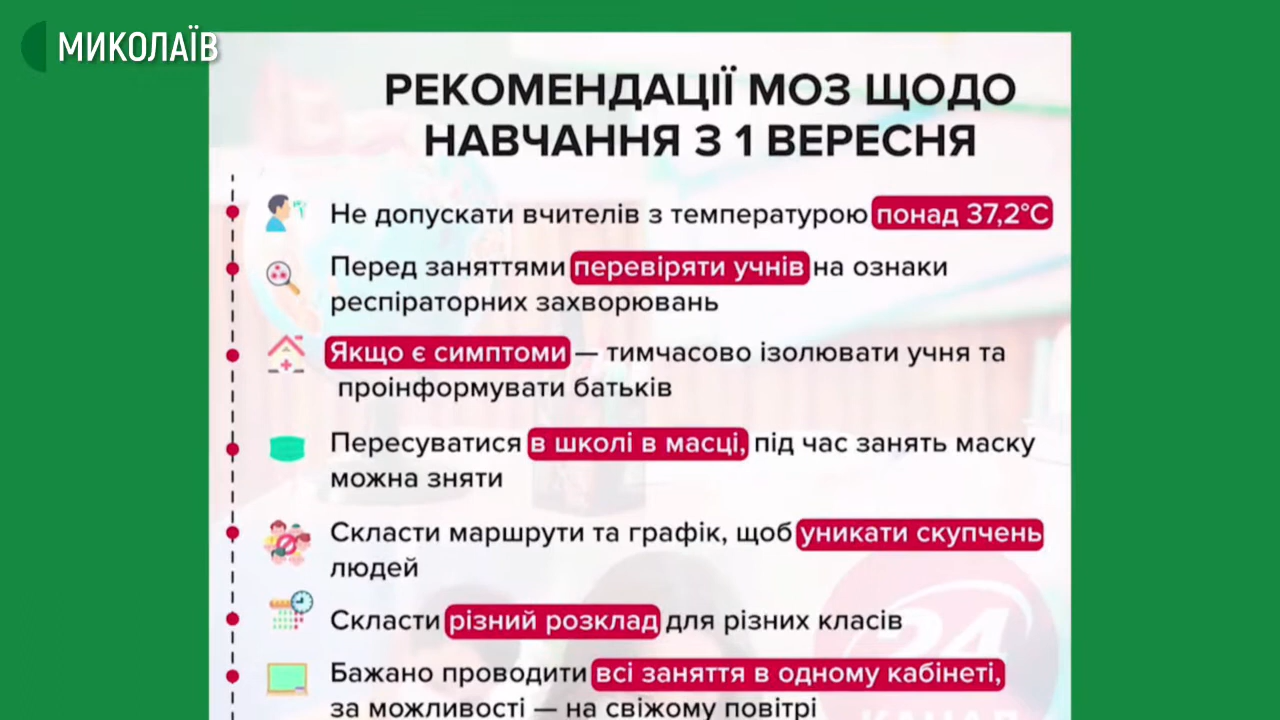 МИКОЛАЇВ
РЕКОМЕНДАЦІЇ МОЗ ЩОДО
НАВЧАННЯ З 1 ВЕРЕСНЯ
Не допускати вчителів з температурою понад 37,2°С
Перед заняттями перевіряти учнів на ознаки
респіраторних захворювань
Якщо є симптоми — тимчасово ізолювати учня та
проінформувати батьків
Пересуватися в школі в масці, під час занять маску
можна зняти
Скласти маршрути та графік, щоб уникати скупчень
людей
Скласти різний розклад для різних класів
Бажано проводити всі заняття в одному кабінеті,
за можливості — на свіжому повітрі
24
КАНАЛ